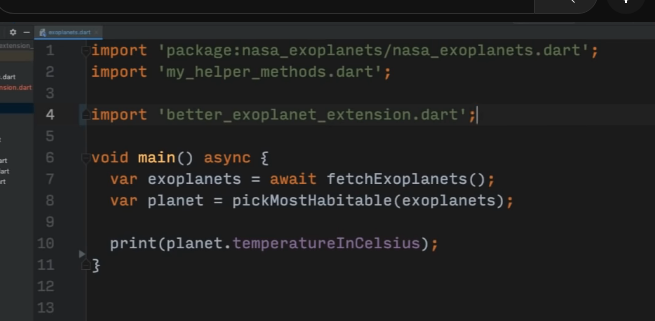 exoplanets.dart
extension_
.dart
nsion.dart
art
art
rt
1 import 'package:nasa_exoplanets/nasa_exoplanets.dart';
2 import 'my_helper_methods.dart';
3
4 import 'better_exoplanet_extension.dart';
5
6 void main() async {
7 var exoplanets = await fetchExoplanets();
8 var planet = pickMostHabitable(exoplanets);
9
10 print(planet.temperatureInCelsius);
11 }
12
13